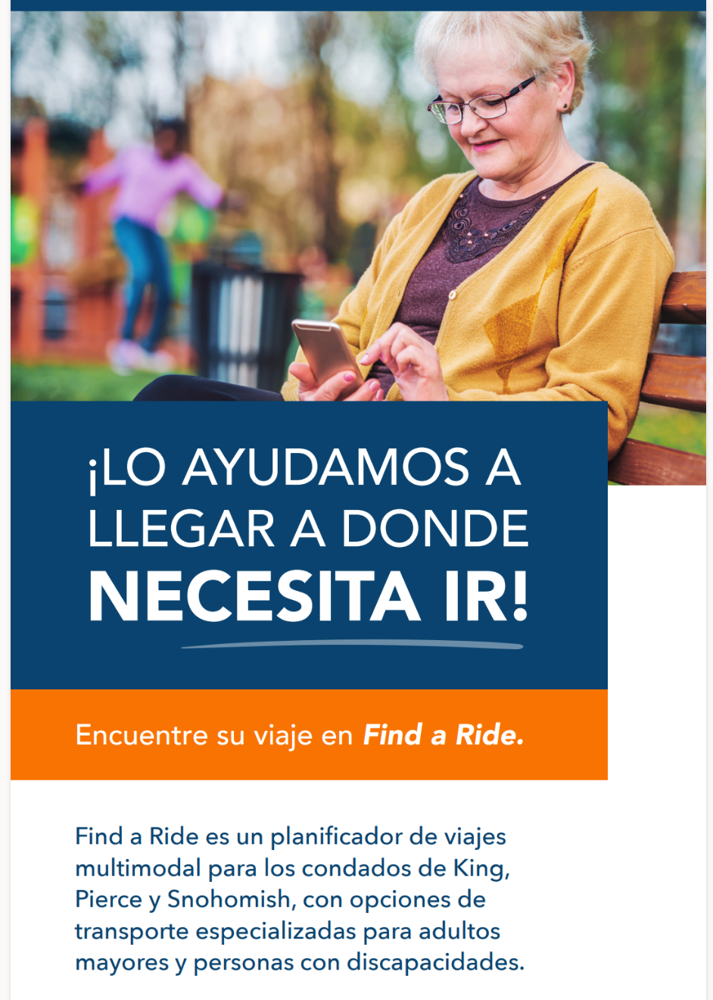 ¡LO AYUDAMOS A
LLEGAR A DONDE
NECESITA IR!
Encuentre su viaje en Find a Ride.
Find a Ride es un planificador de viajes
multimodal para los condados de King,
Pierce y Snohomish, con opciones de
transporte especializadas para adultos
mayores y personas con discapacidades.